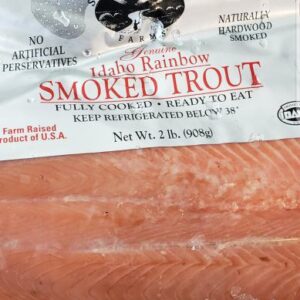 FARMS
NO
ARTIFICIAL
PERSERVATIVES
NATURALLY
HARDWOOD
SMOKED
Genuine
Idaho Rainbow
SMOKED TROUT
FULLY COOKED • READY TO EAT
KEEP REFRIGERATED BELOW 38°
Farm Raised
Product of U.S.A.
Net Wt. 2 lb. (908g)